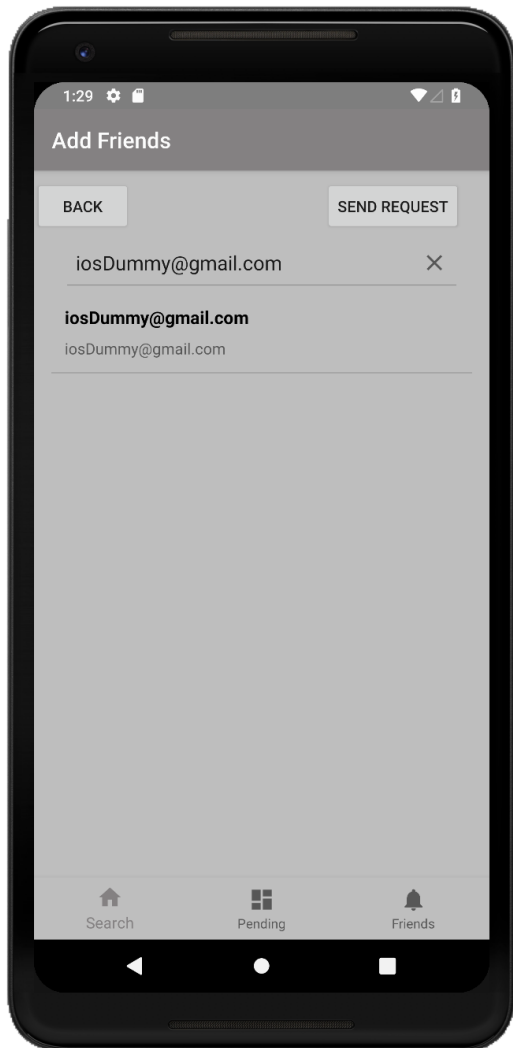 1:29
Add Friends
BACK SEND REQUEST
iosDummy@gmail.com
iosDummy@gmail.com
iosDummy@gmail.com
Search Pending Friends